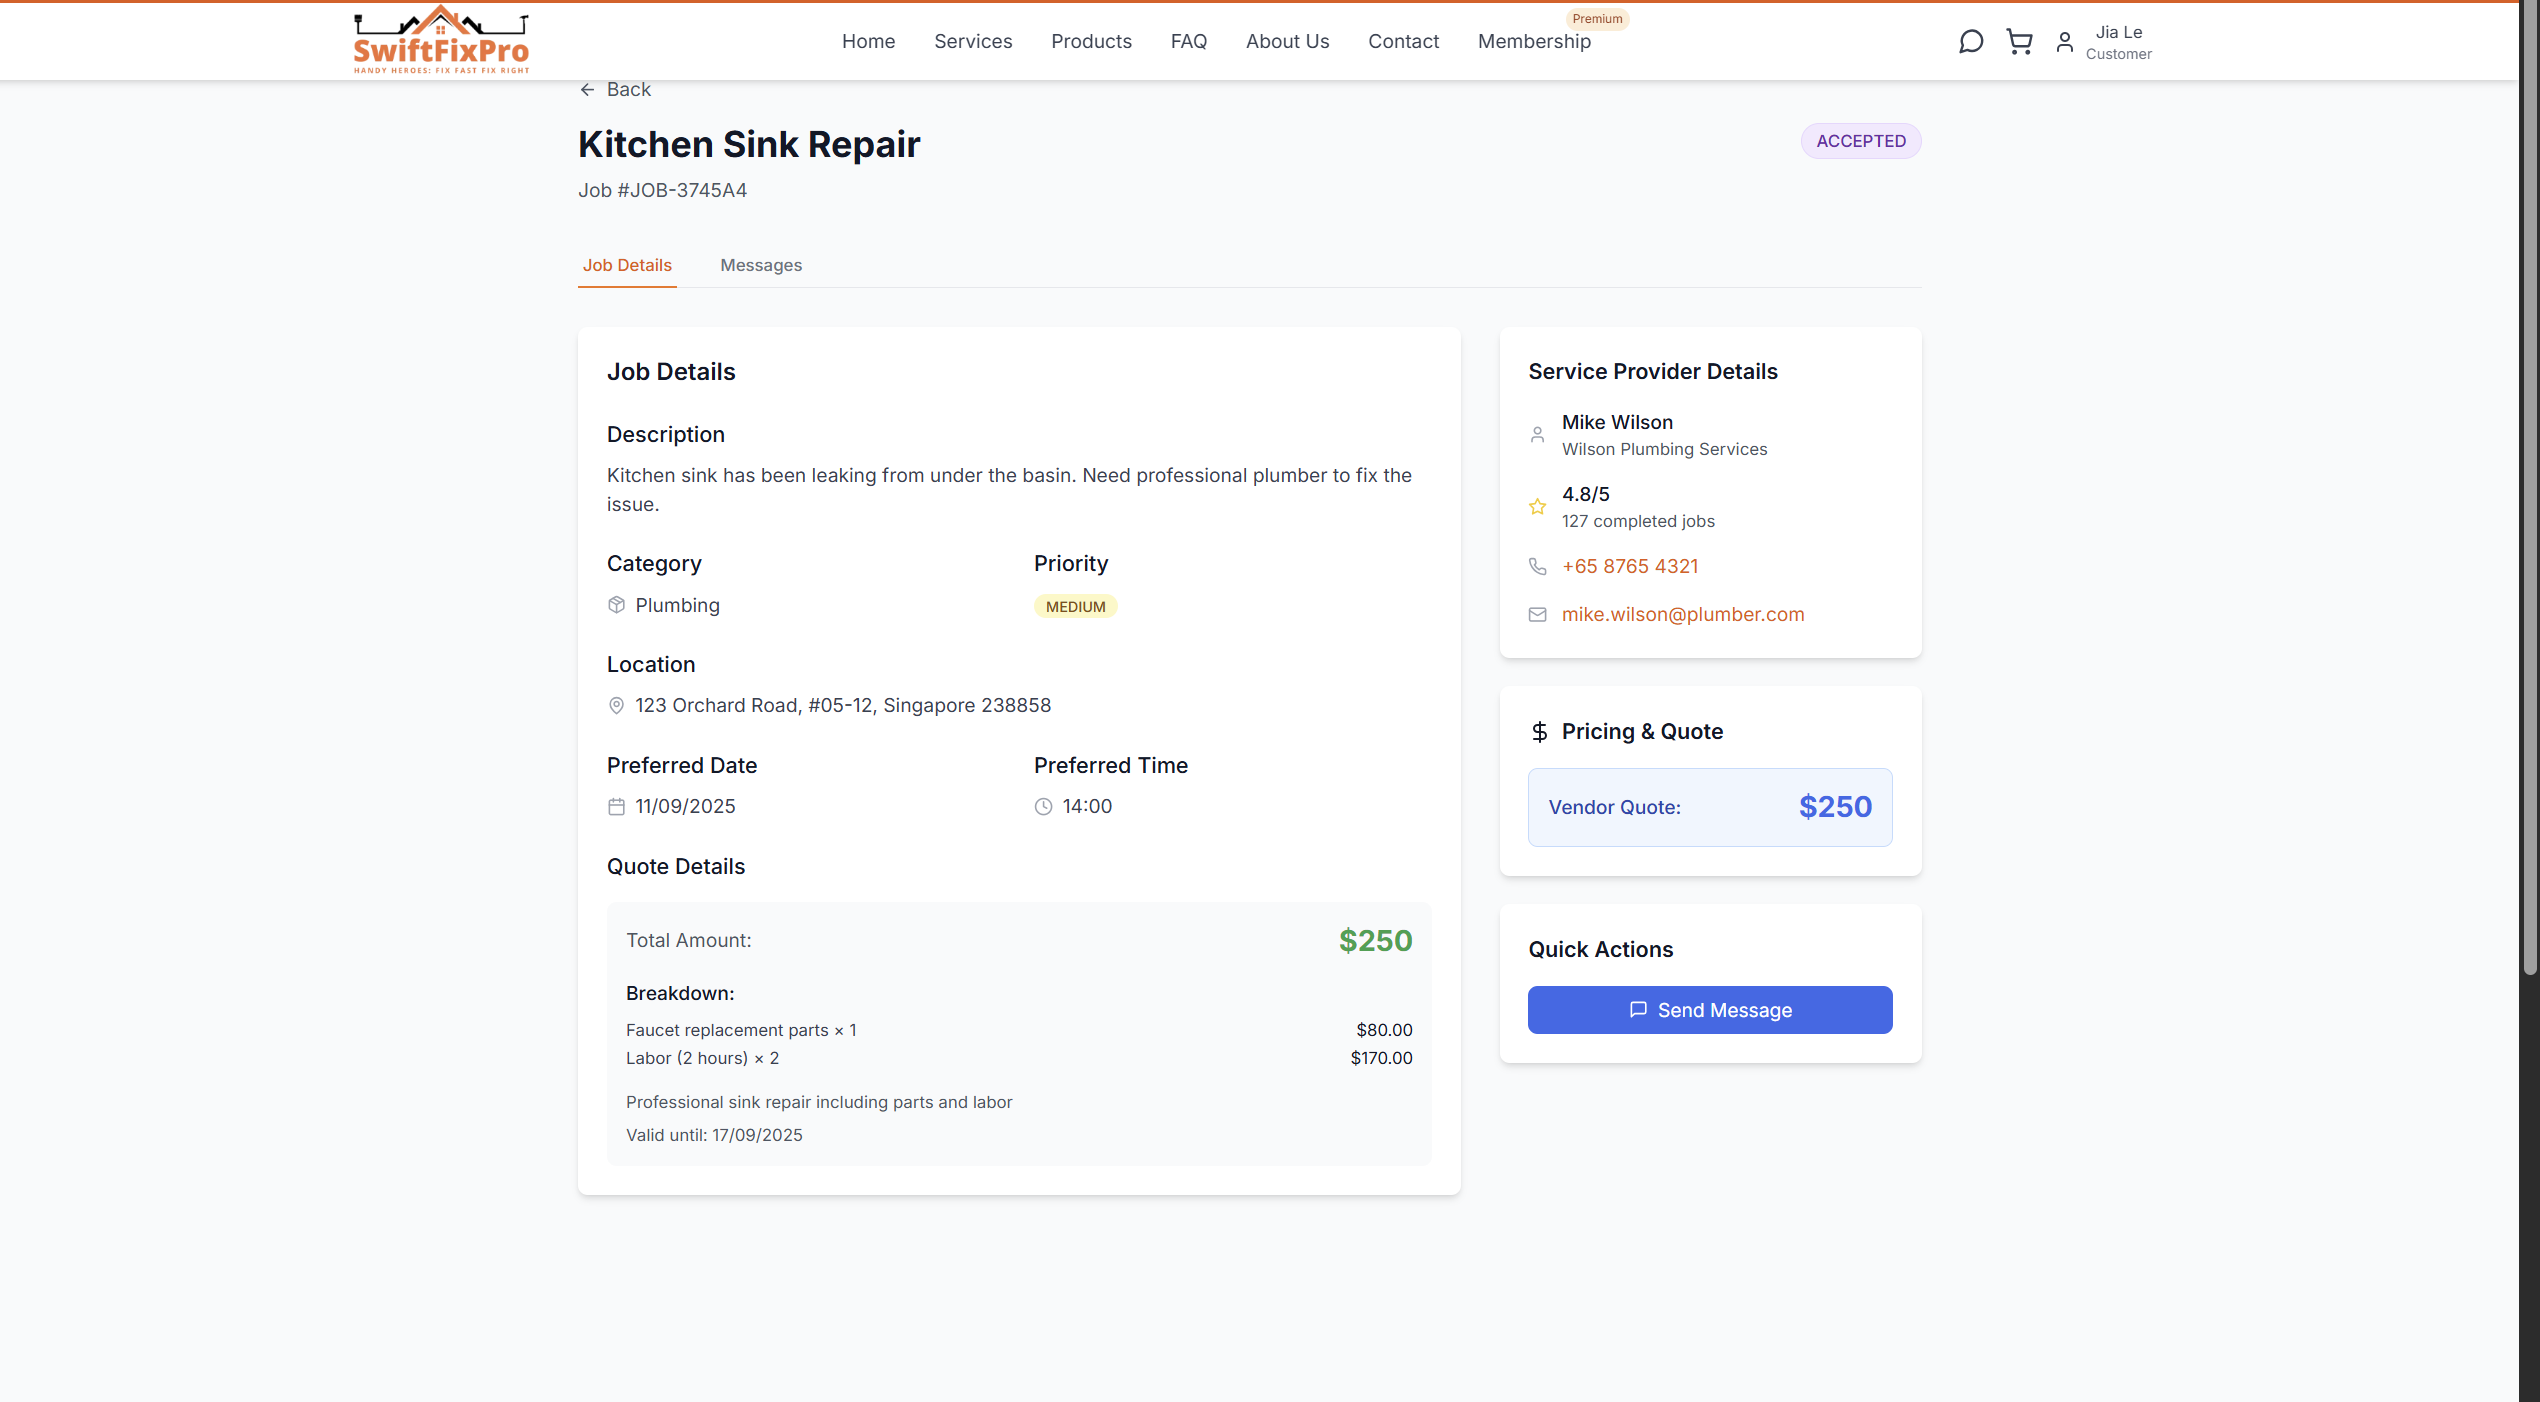 SwiftFixPro
HANDY HEROES: FIX FAST FIX RIGHT
Home
Services
Products
FAQ
About Us
Contact
Membership
Premium
Jia Le
Customer
Back
Kitchen Sink Repair
ACCEPTED
Job #JOB-3745A4
Job Details
Messages
Job Details
Description
Kitchen sink has been leaking from under the basin. Need professional plumber to fix the
issue.
Category
Priority
Plumbing
MEDIUM
Location
123 Orchard Road, #05-12, Singapore 238858
Preferred Date
Preferred Time
11/09/2025
14:00
Quote Details
Total Amount:
$250
Breakdown:
Faucet replacement parts × 1
$80.00
Labor (2 hours) × 2
$170.00
Professional sink repair including parts and labor
Valid until: 17/09/2025
Service Provider Details
Mike Wilson
Wilson Plumbing Services
4.8/5
127 completed jobs
+65 8765 4321
mike.wilson@plumber.com
Pricing & Quote
Vendor Quote:
$250
Quick Actions
Send Message